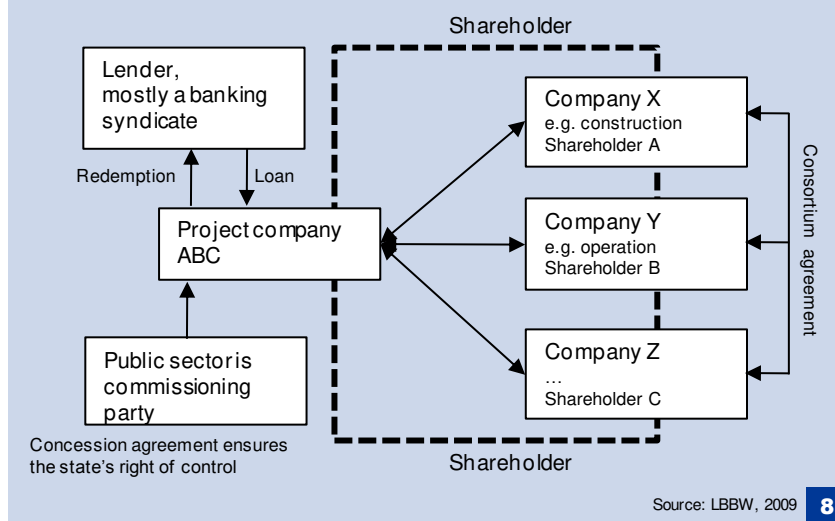 Shareholder
Lender,
mostly a banking
syndicate
Redemption
Loan
Project company
ABC
Public sector is
commissioning
party
Concession agreement ensures
the state's right of control
Company X
e.g. construction
Shareholder A
Company Y
e.g. operation
Shareholder B
Company Z
...
Shareholder C
Consortium agreement
Shareholder
Source: LBBW, 2009
8